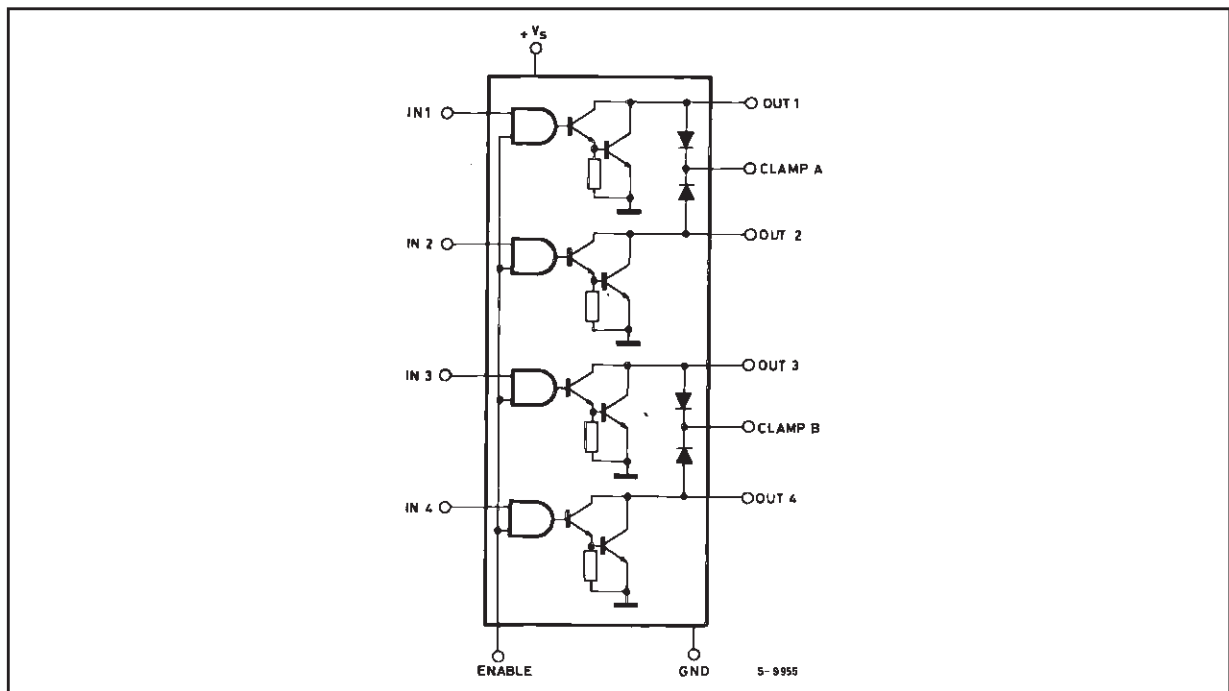 + Vs
IN1
OUT 1
CLAMP A
IN 2
OUT 2
IN 3
OUT 3
CLAMP B
IN 4
OUT 4
ENABLE
GND
S-9955